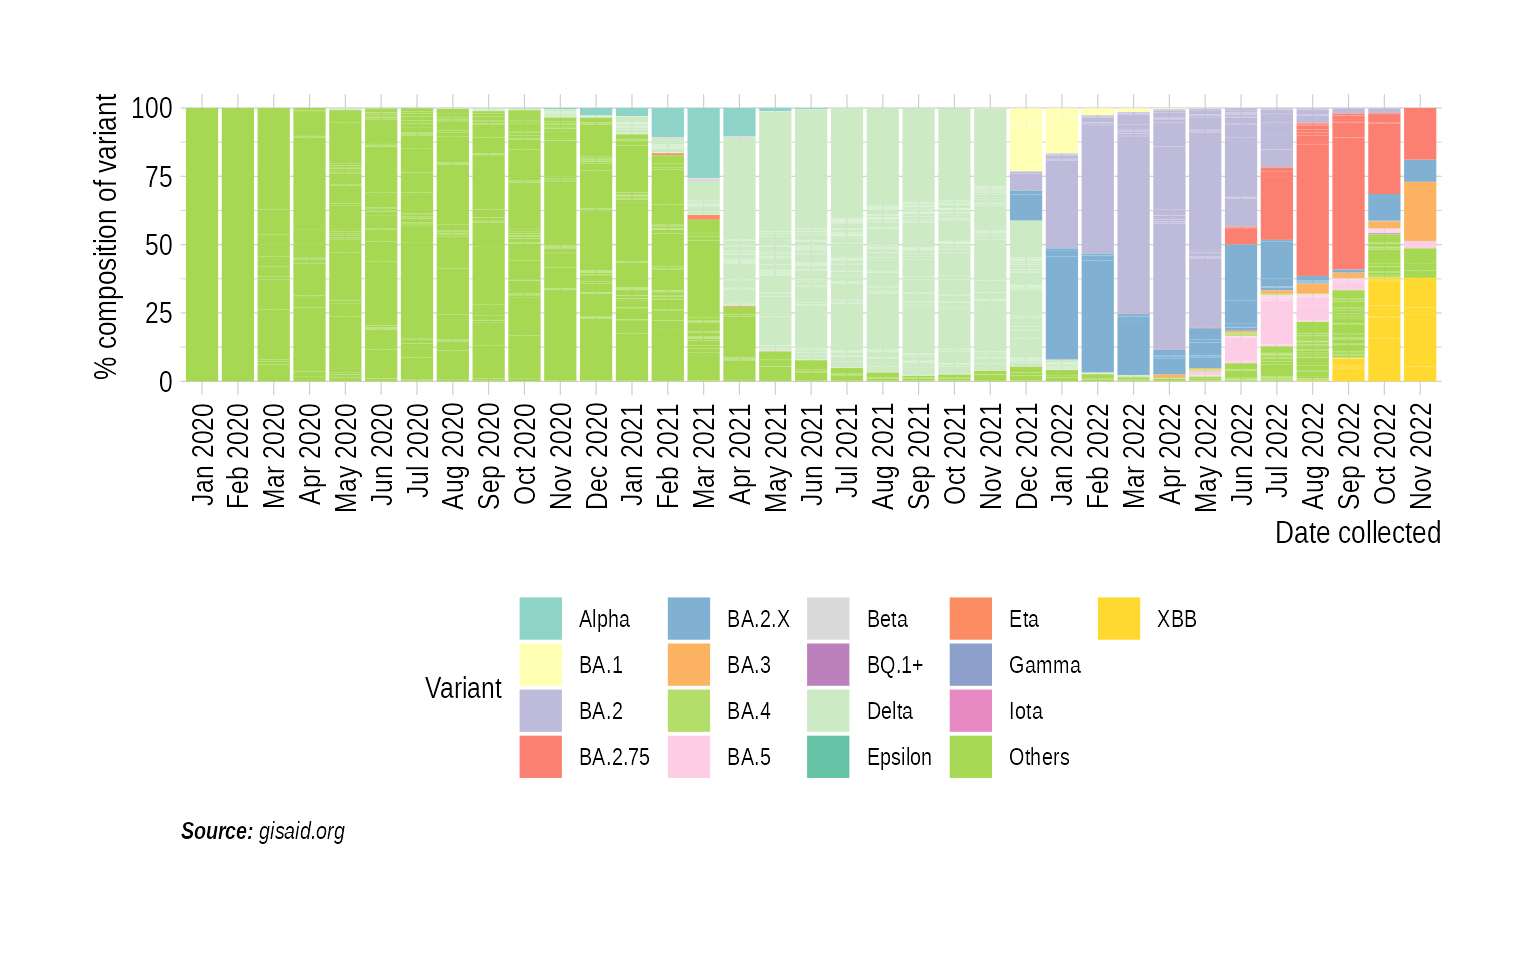 % composition of variant
100
75
50
25
0
Jan 2020
Feb 2020
Mar 2020
Apr 2020
May 2020
Jun 2020
Jul 2020
Aug 2020
Sep 2020
Oct 2020
Nov 2020
Dec 2020
Jan 2021
Feb 2021
Mar 2021
Apr 2021
May 2021
Jun 2021
Jul 2021
Aug 2021
Sep 2021
Oct 2021
Nov 2021
Dec 2021
Jan 2022
Feb 2022
Mar 2022
Apr 2022
May 2022
Jun 2022
Jul 2022
Aug 2022
Sep 2022
Oct 2022
Nov 2022
Date collected
Variant
Alpha
BA.1
BA.2
BA.2.75
BA.2.X
BA.3
BA.4
BA.5
Beta
BQ.1+
Delta
Epsilon
Eta
Gamma
Iota
Others
XBB
Source: gisaid.org